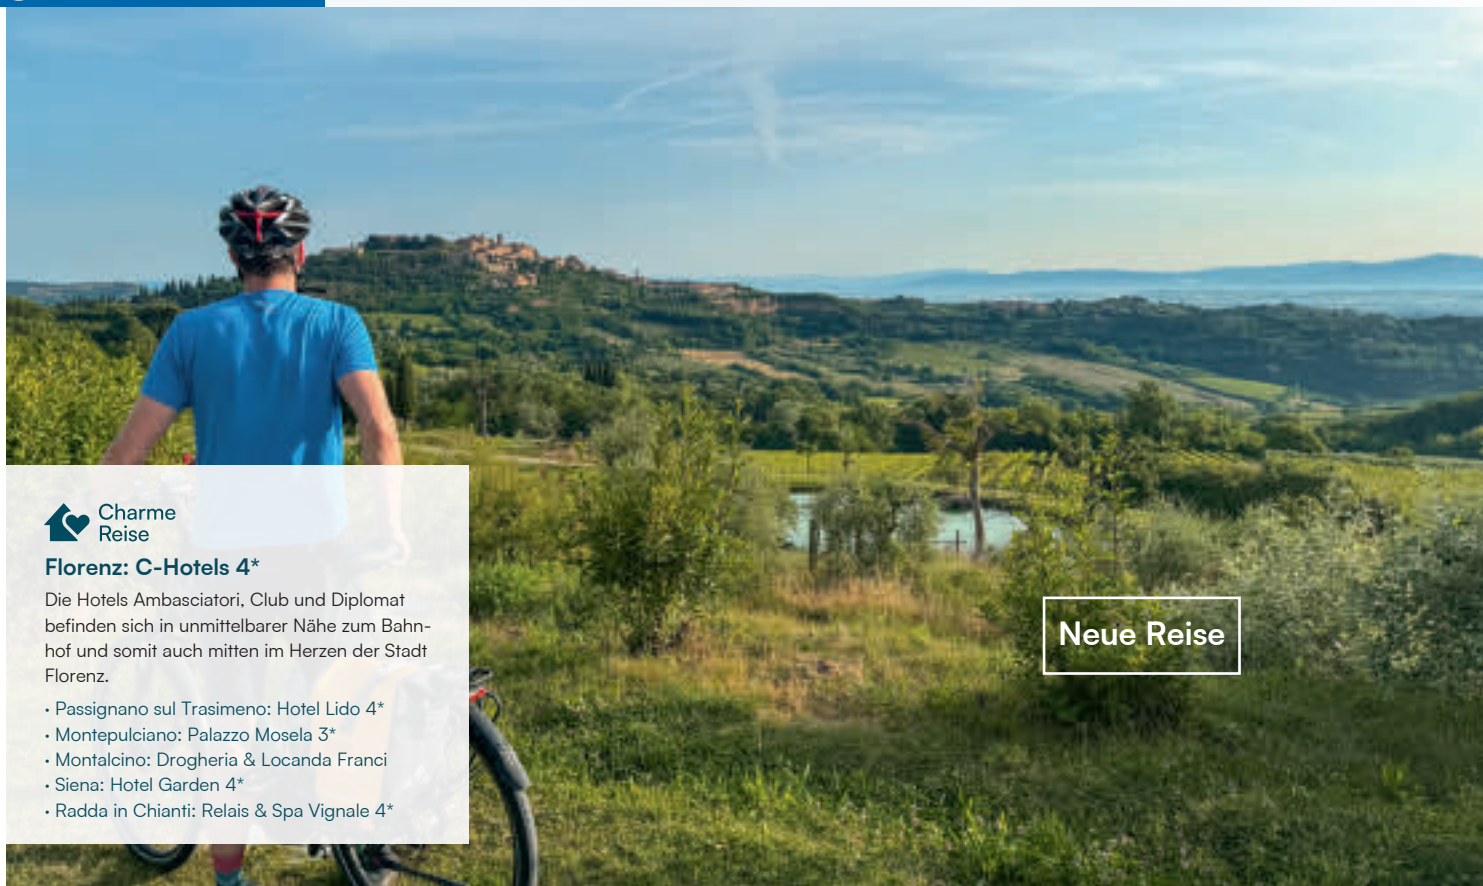 Charme
Reise
Florenz: C-Hotels 4*
Die Hotels Ambasciatori, Club und Diplomat
befinden sich in unmittelbarer Nähe zum Bahn-
hof und somit auch mitten im Herzen der Stadt
Florenz.
· Passignano sul Trasimeno: Hotel Lido 4*
· Montepulciano: Palazzo Mosela 3*
· Montalcino: Drogheria & Locanda Franci
· Siena: Hotel Garden 4*
· Radda in Chianti: Relais & Spa Vignale 4*
Neue Reise